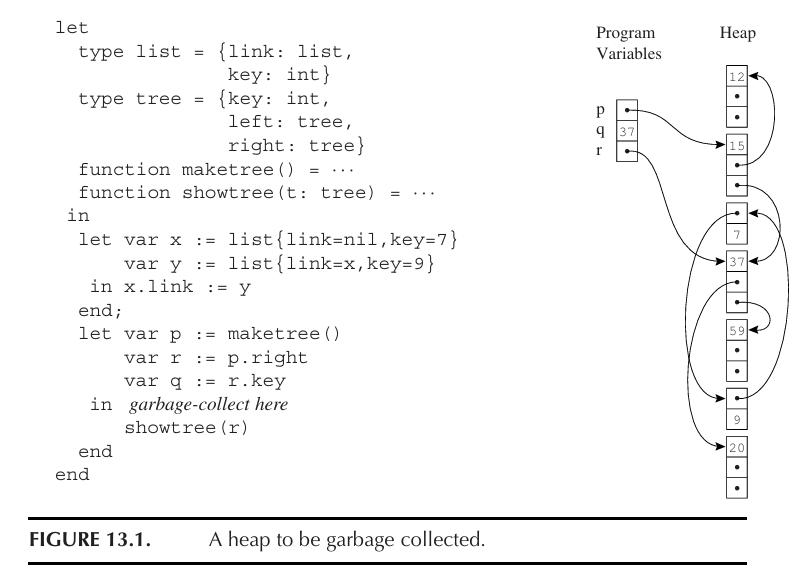 let
type list = {link: list,
key: int}
type tree = {key: int,
left: tree,
right: tree}
function maketree() = ···
function showtree(t: tree) = ···
in
let var x := list{link=nil,key=7}
var y := list{link=x,key=9}
in x.link := y
end;
let var p := maketree()
var r := p.right
var q := r.key
in garbage-collect here
showtree(r)
end
end
Program
Variables
p
q 37
r
Heap
12
15
7
37
59
9
20
FIGURE 13.1. A heap to be garbage collected.